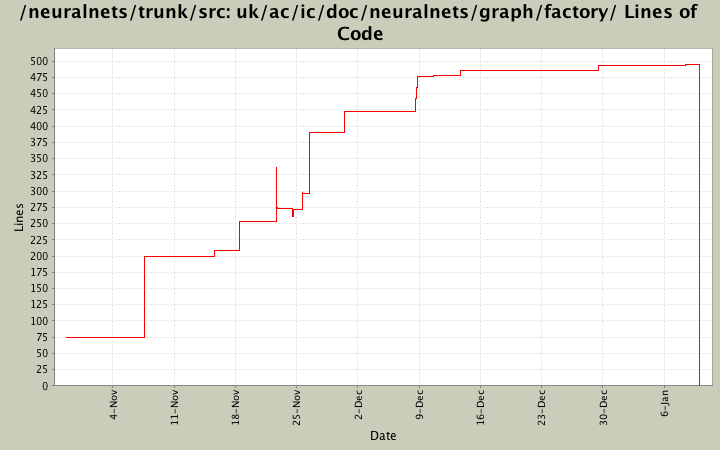 /neuralnets/trunk/src: uk/ac/ic/doc/neuralnets/graph/factory/ Lines of
Code
500
475
450
425
400
375
350
325
300
275
250
225
200
175
150
125
100
75
50
25
0
Lines
4-Nov
11-Nov
18-Nov
25-Nov
2-Dec
9-Dec
16-Dec
23-Dec
30-Dec
6-Jan
Date